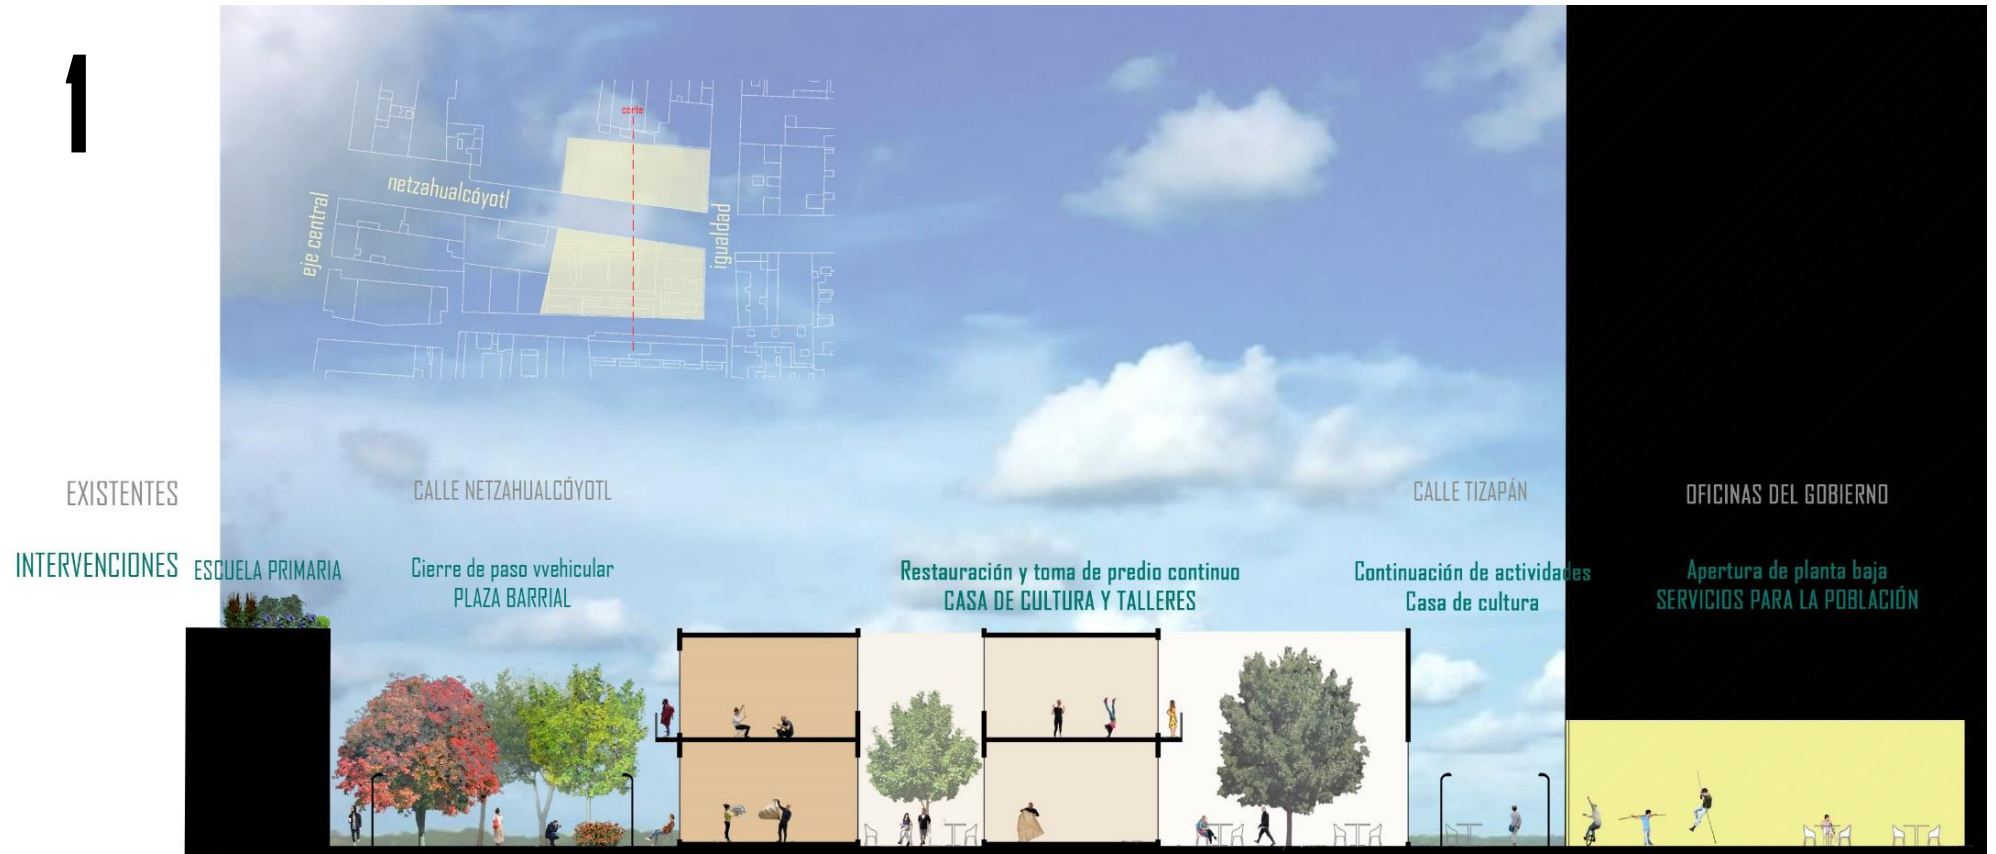 1
corte
netzahualcóyotl
eje central
igualdad
EXISTENTES
CALLE NETZAHUALCÓYOTL
CALLE TIZAPÁN
OFICINAS DEL GOBIERNO
INTERVENCIONES
ESCUELA PRIMARIA
Cierre de paso vvehicular
PLAZA BARRIAL
Restauración y toma de predio continuo
CASA DE CULTURA Y TALLERES
Continuación de actividades
Casa de cultura
Apertura de planta baja
SERVICIOS PARA LA POBLACIÓN